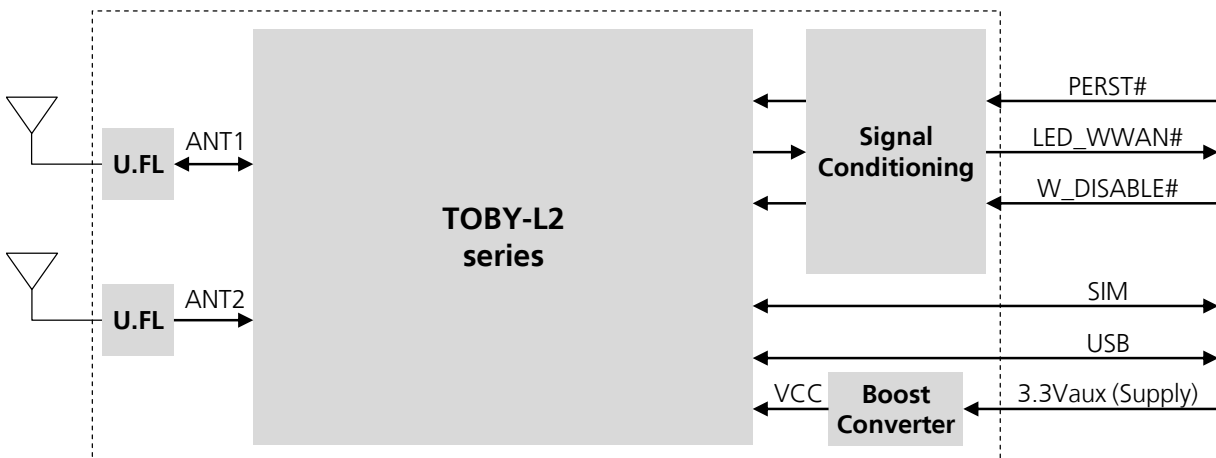 PERST#
ANT1
U.FL
Signal
Conditioning
LED_WWAN#
W_DISABLE#
TOBY-L2
series
ANT2
U.FL
SIM
USB
VCC
Boost
Converter
3.3Vaux (Supply)